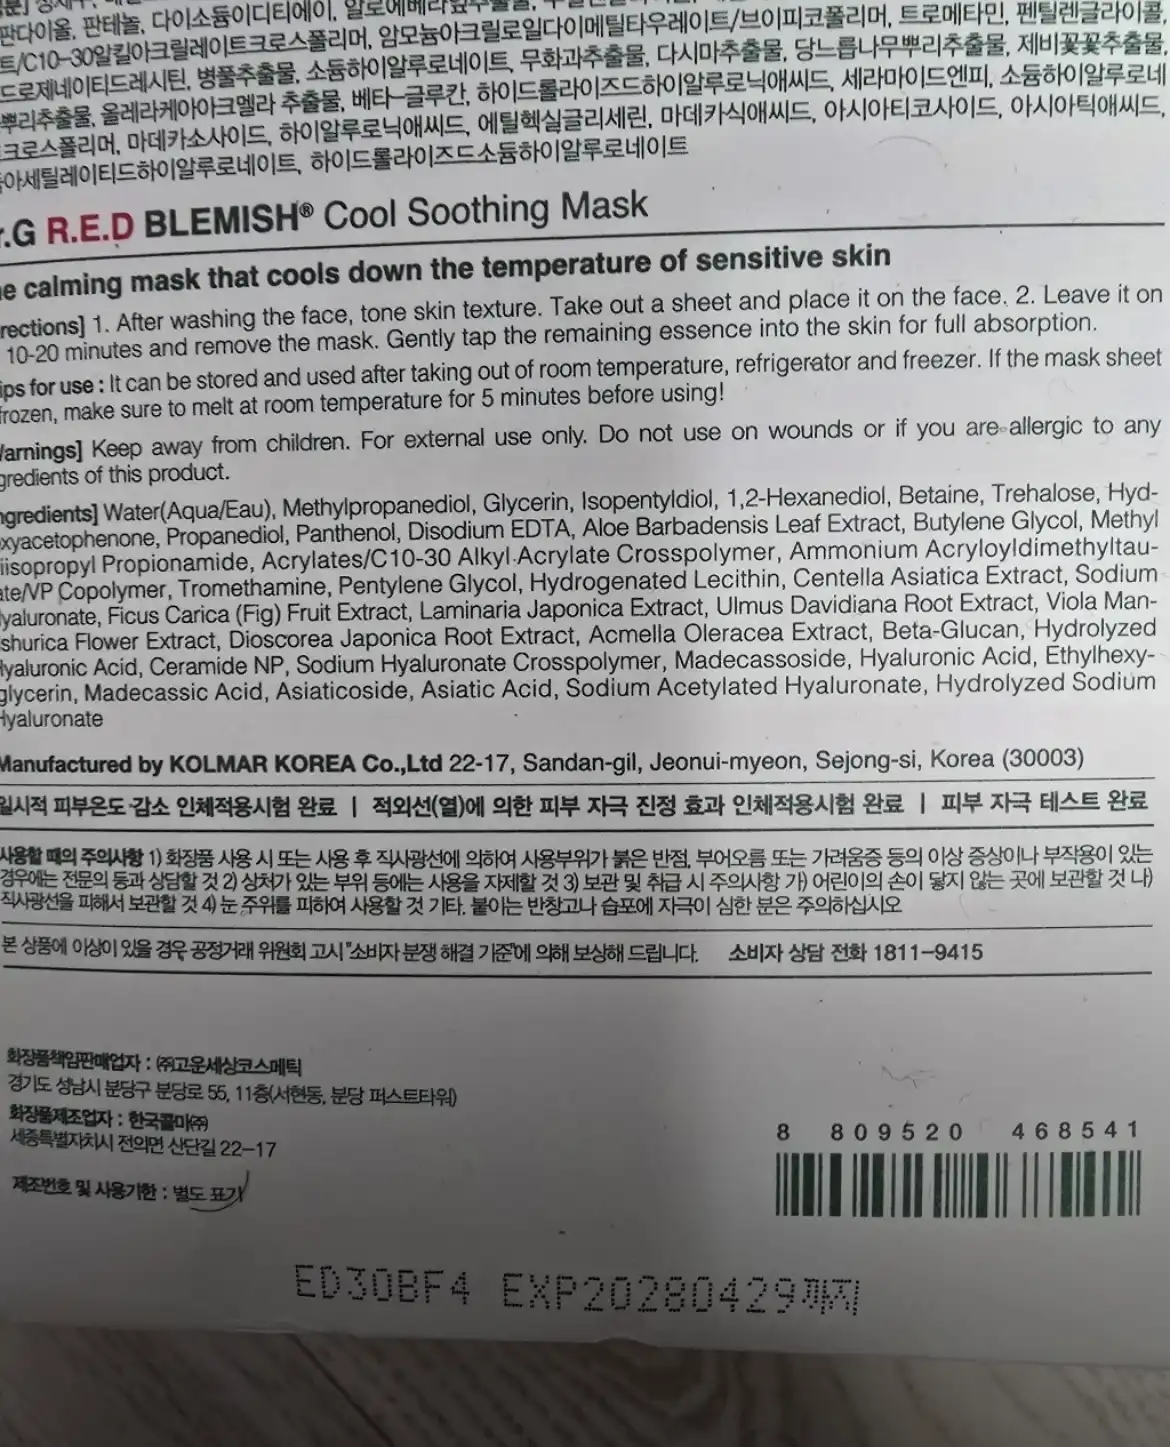 판다이올, 판테놀, 다이소듐이디티에이, 알로에베라잎추출물,
트/C10-30알킬아크릴레이트크로스폴리머, 암모늄아크릴로일다이메틸타우레이트/브이피코폴리머, 트로메타민, 펜틸렌글라이콜,
드로제네이티드레시틴, 병풀추출물, 소듐하이알루로네이트, 무화과추출물, 다시마추출물, 당느릅나무뿌리추출물, 제비꽃꽃추출물,
뿌리추출물, 올레라케아아크멜라 추출물, 베타-글루칸, 하이드롤라이즈드하이알루로닉애씨드, 세라마이드엔피, 소듐하이알루로네
크로스폴리머, 마데카소사이드, 하이알루로닉애씨드, 에틸헥실글리세린, 마데카식애씨드, 아시아티코사이드, 아시아틱애씨드,
아세틸레이티드하이알루로네이트, 하이드롤라이즈드소듐하이알루로네이트
r.G R.E.D BLEMISH® Cool Soothing Mask
e calming mask that cools down the temperature of sensitive skin
rections] 1. After washing the face, tone skin texture. Take out a sheet and place it on the face. 2. Leave it on
10-20 minutes and remove the mask. Gently tap the remaining essence into the skin for full absorption.
ips for use : It can be stored and used after taking out of room temperature, refrigerator and freezer. If the mask sheet
frozen, make sure to melt at room temperature for 5 minutes before using!
Warnings] Keep away from children. For external use only. Do not use on wounds or if you are allergic to any
gredients of this product.
ngredients] Water(Aqua/Eau), Methylpropanediol, Glycerin, Isopentyldiol, 1,2-Hexanediol, Betaine, Trehalose, Hyd-
xyacetophenone, Propanediol, Panthenol, Disodium EDTA, Aloe Barbadensis Leaf Extract, Butylene Glycol, Methyl
iisopropyl Propionamide, Acrylates/C10-30 Alkyl Acrylate Crosspolymer, Ammonium Acryloyldimethyltau-
ate/VP Copolymer, Tromethamine, Pentylene Glycol, Hydrogenated Lecithin, Centella Asiatica Extract, Sodium
yaluronate, Ficus Carica (Fig) Fruit Extract, Laminaria Japonica Extract, Ulmus Davidiana Root Extract, Viola Man-
shurica Flower Extract, Dioscorea Japonica Root Extract, Acmella Oleracea Extract, Beta-Glucan, Hydrolyzed
Hyaluronic Acid, Ceramide NP, Sodium Hyaluronate Crosspolymer, Madecassoside, Hyaluronic Acid, Ethylhexy-
glycerin, Madecassic Acid, Asiaticoside, Asiatic Acid, Sodium Acetylated Hyaluronate, Hydrolyzed Sodium
Hyaluronate
Manufactured by KOLMAR KOREA Co.,Ltd 22-17, Sandan-gil, Jeonui-myeon, Sejong-si, Korea (30003)
일시적 피부온도 감소 인체적용시험 완료 | 적외선(열)에 의한 피부 자극 진정 효과 인체적용시험 완료 | 피부 자극 테스트 완료
사용할 때의 주의사항 1) 화장품 사용 시 또는 사용 후 직사광선에 의하여 사용부위가 붉은 반점, 부어오름 또는 가려움증 등의 이상 증상이나 부작용이 있는
경우에는 전문의 등과 상담할 것 2) 상처가 있는 부위 등에는 사용을 자제할 것 3) 보관 및 취급 시 주의사항 가) 어린이의 손이 닿지 않는 곳에 보관할 것 나)
직사광선을 피해서 보관할 것 4) 눈 주위를 피하여 사용할 것 기타. 붙이는 반창고나 습포에 자극이 심한 분은 주의하십시오
본 상품에 이상이 있을 경우 공정거래 위원회 고시 "소비자 분쟁 해결 기준"에 의해 보상해 드립니다. 소비자 상담 전화 1811-9415
화장품책임판매업자 : ㈜고운세상코스메틱
경기도 성남시 분당구 분당로 55, 11층(서현동, 분당 퍼스트타워)
화장품제조업자 : 한국콜마㈜
세종특별자치시 전의면 산단길 22-17
제조번호 및 사용기한 : 별도 표기
8 809520 468541
ED30BF4 EXP20280429까지